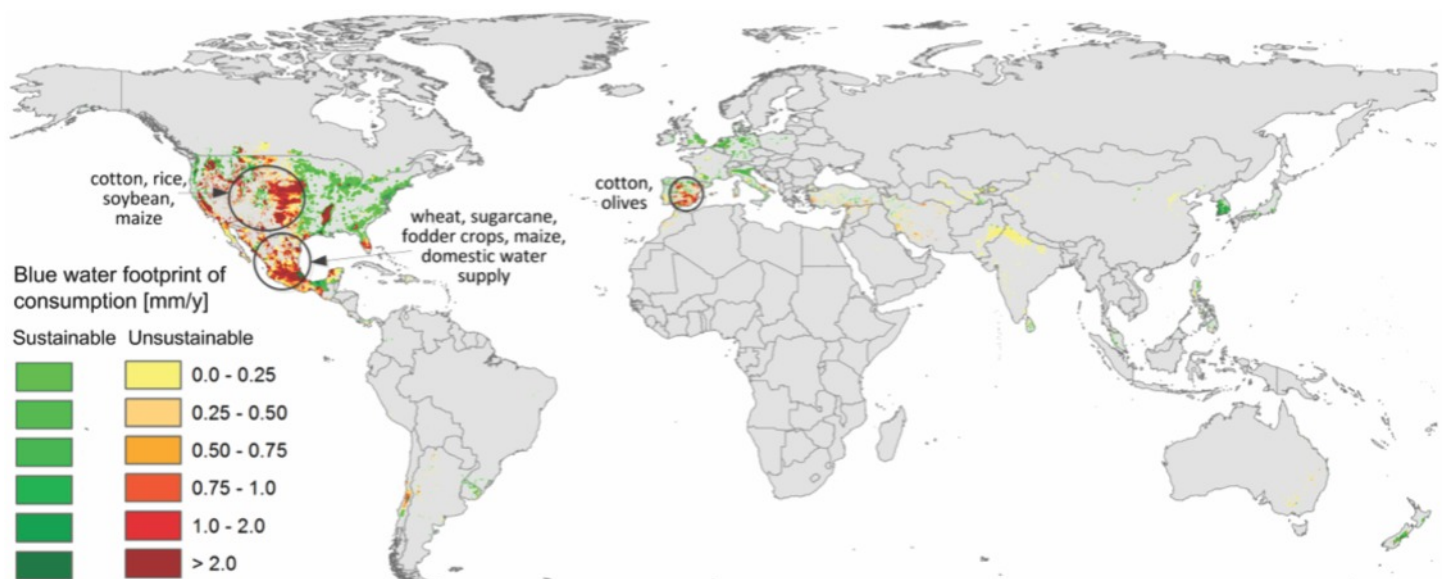 cotton, rice,
soybean,
maize
wheat, sugarcane,
fodder crops, maize,
domestic water
supply
cotton,
olives
Blue water footprint of
consumption [mm/y]
Sustainable Unsustainable
0.0 - 0.25
0.25 - 0.50
0.50 - 0.75
0.75 - 1.0
1.0 - 2.0
> 2.0